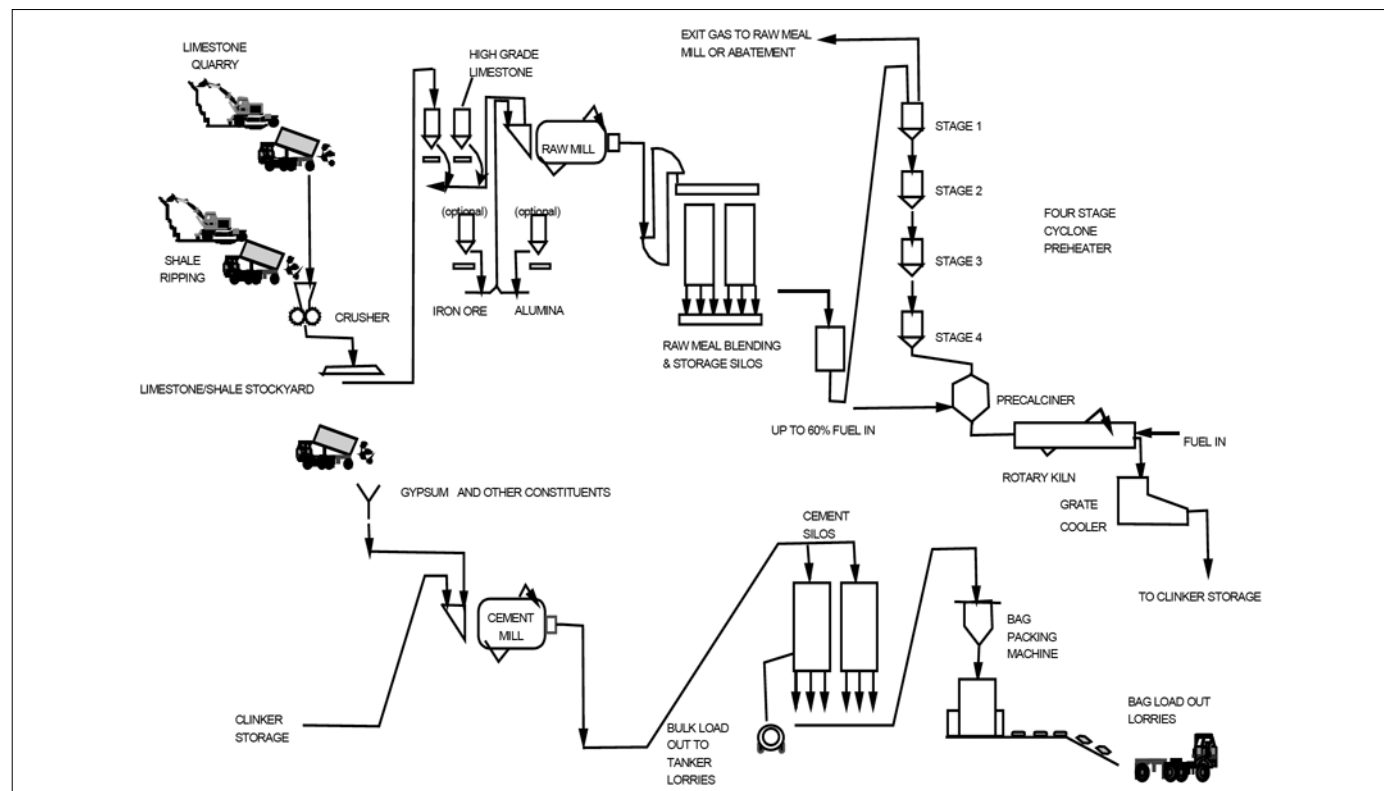 LIMESTONE
QUARRY
HIGH GRADE
LIMESTONE
EXIT GAS TO RAW MEAL
MILL OR ABATEMENT
STAGE 1
RAW MILL
STAGE 2
(optional)
(optional)
FOUR STAGE
CYCLONE
PREHEATER
SHALE
RIPPING
STAGE 3
IRON ORE
ALUMINA
CRUSHER
STAGE 4
RAW MEAL BLENDING
& STORAGE SILOS
LIMESTONE/SHALE STOCKYARD
PRECALCINER
UP TO 60% FUEL IN
FUEL IN
ROTARY KILN
GYPSUM AND OTHER CONSTITUENTS
GRATE
COOLER
CEMENT
SILOS
TO CLINKER STORAGE
CEMENT
MILL
BAG
PACKING
MACHINE
CLINKER
STORAGE
BULK LOAD
OUT TO
TANKER
LORRIES
BAG LOAD OUT
LORRIES